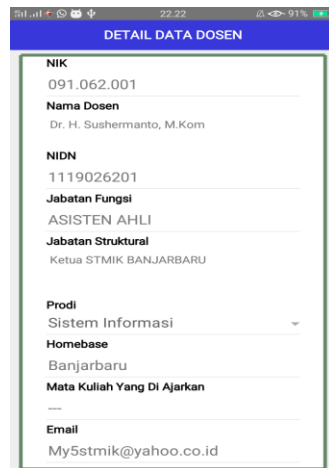 22.22
91%
DETAIL DATA DOSEN
NIK
091.062.001
Nama Dosen
Dr. H. Sushermanto, M.Kom
NIDN
1119026201
Jabatan Fungsi
ASISTEN AHLI
Jabatan Struktural
Ketua STMIK BANJARBARU
Prodi
Sistem Informasi
Homebase
Banjarbaru
Mata Kuliah Yang Di Ajarkan
---
Email
My5stmik@yahoo.co.id